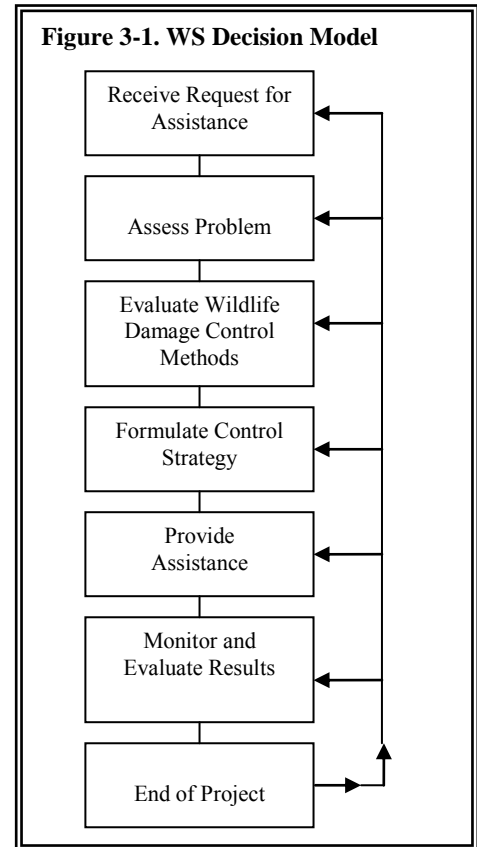 Figure 3-1. WS Decision Model
Receive Request for
Assistance
Assess Problem
Evaluate Wildlife
Damage Control
Methods
Formulate Control
Strategy
Provide
Assistance
Monitor and
Evaluate Results
End of Project